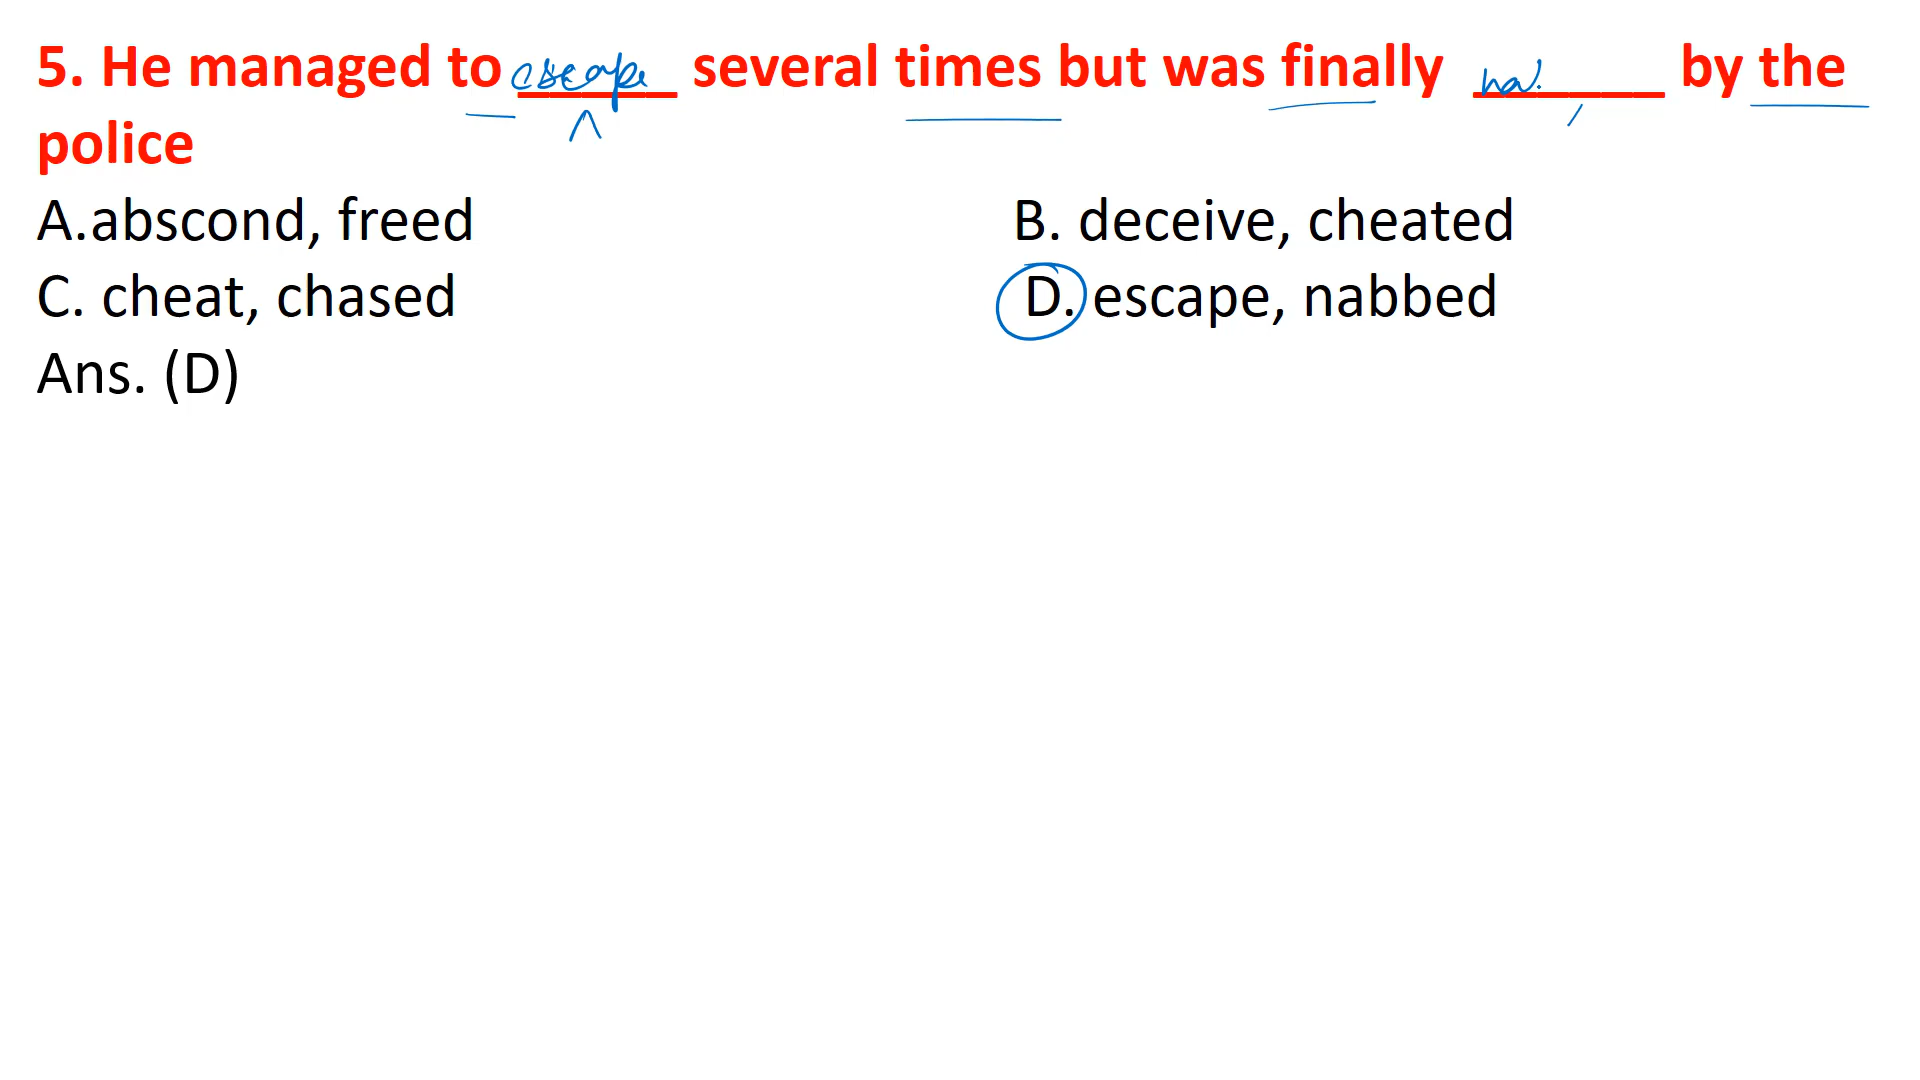 5. He managed to escape several times but was finally ______ by the
police
A.abscond, freed B. deceive, cheated
C. cheat, chased D. escape, nabbed
Ans. (D)